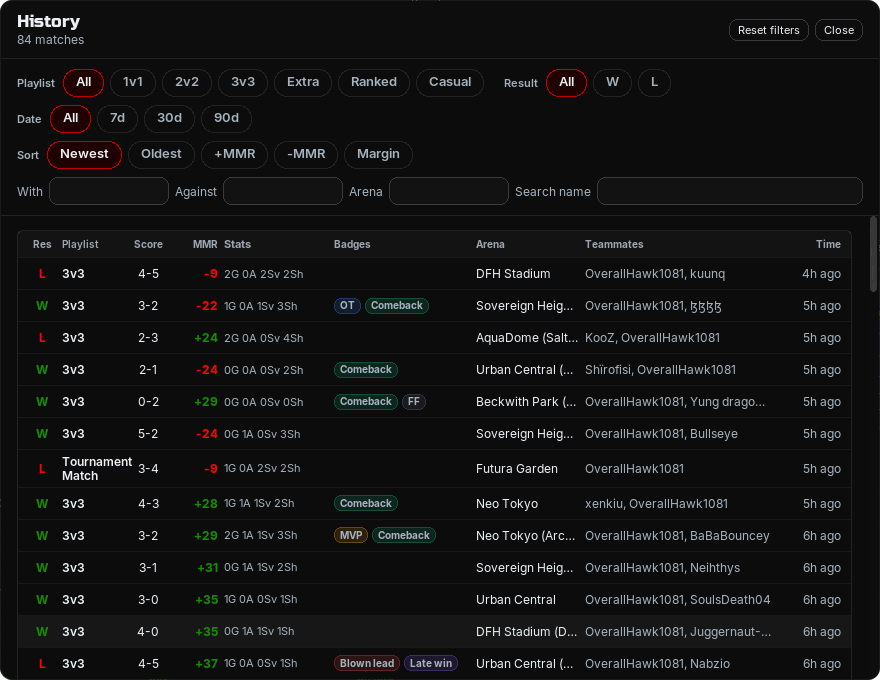 History
84 matches
Reset filters Close
Playlist All 1v1 2v2 3v3 Extra Ranked Casual Result All W L
Date All 7d 30d 90d
Sort Newest Oldest +MMR -MMR Margin
With Against Arena Search name
Res Playlist Score MMR Stats Badges Arena Teammates Time
L 3v3 4-5 -9 2G 0A 2Sv 2Sh DFH Stadium OverallHawk1081, kuunq 4h ago
W 3v3 3-2 -22 1G 0A 1Sv 3Sh OT Comeback Sovereign Heig... OverallHawk1081, 5h ago
L 3v3 2-3 +24 2G 0A 0Sv 4Sh AquaDome (Salt... KooZ, OverallHawk1081 5h ago
W 3v3 2-1 -24 0G 0A 0Sv 2Sh Comeback Urban Central (... Shïrofisi, OverallHawk1081 5h ago
W 3v3 0-2 +29 0G 0A 0Sv 0Sh Comeback FF Beckwith Park (... OverallHawk1081, Yung drago... 5h ago
W 3v3 5-2 -24 0G 1A 0Sv 3Sh Sovereign Heig... OverallHawk1081, Bullseye 5h ago
L Tournament Match 3-4 -9 1G 0A 2Sv 2Sh Futura Garden OverallHawk1081 5h ago
W 3v3 4-3 +28 1G 1A 1Sv 2Sh Comeback Neo Tokyo xenkiu, OverallHawk1081 5h ago
W 3v3 3-2 +29 2G 1A 1Sv 3Sh MVP Comeback Neo Tokyo (Arc... OverallHawk1081, BaBaBouncey 6h ago
W 3v3 3-1 +31 0G 1A 1Sv 2Sh Sovereign Heig... OverallHawk1081, Neihthys 6h ago
W 3v3 3-0 +35 1G 0A 0Sv 1Sh Urban Central OverallHawk1081, SoulsDeath04 6h ago
W 3v3 4-0 +35 0G 1A 1Sv 1Sh DFH Stadium (D... OverallHawk1081, Juggernaut-... 6h ago
L 3v3 4-5 +37 1G 0A 0Sv 1Sh Blown lead Late win Urban Central (... OverallHawk1081, Nabzio 6h ago